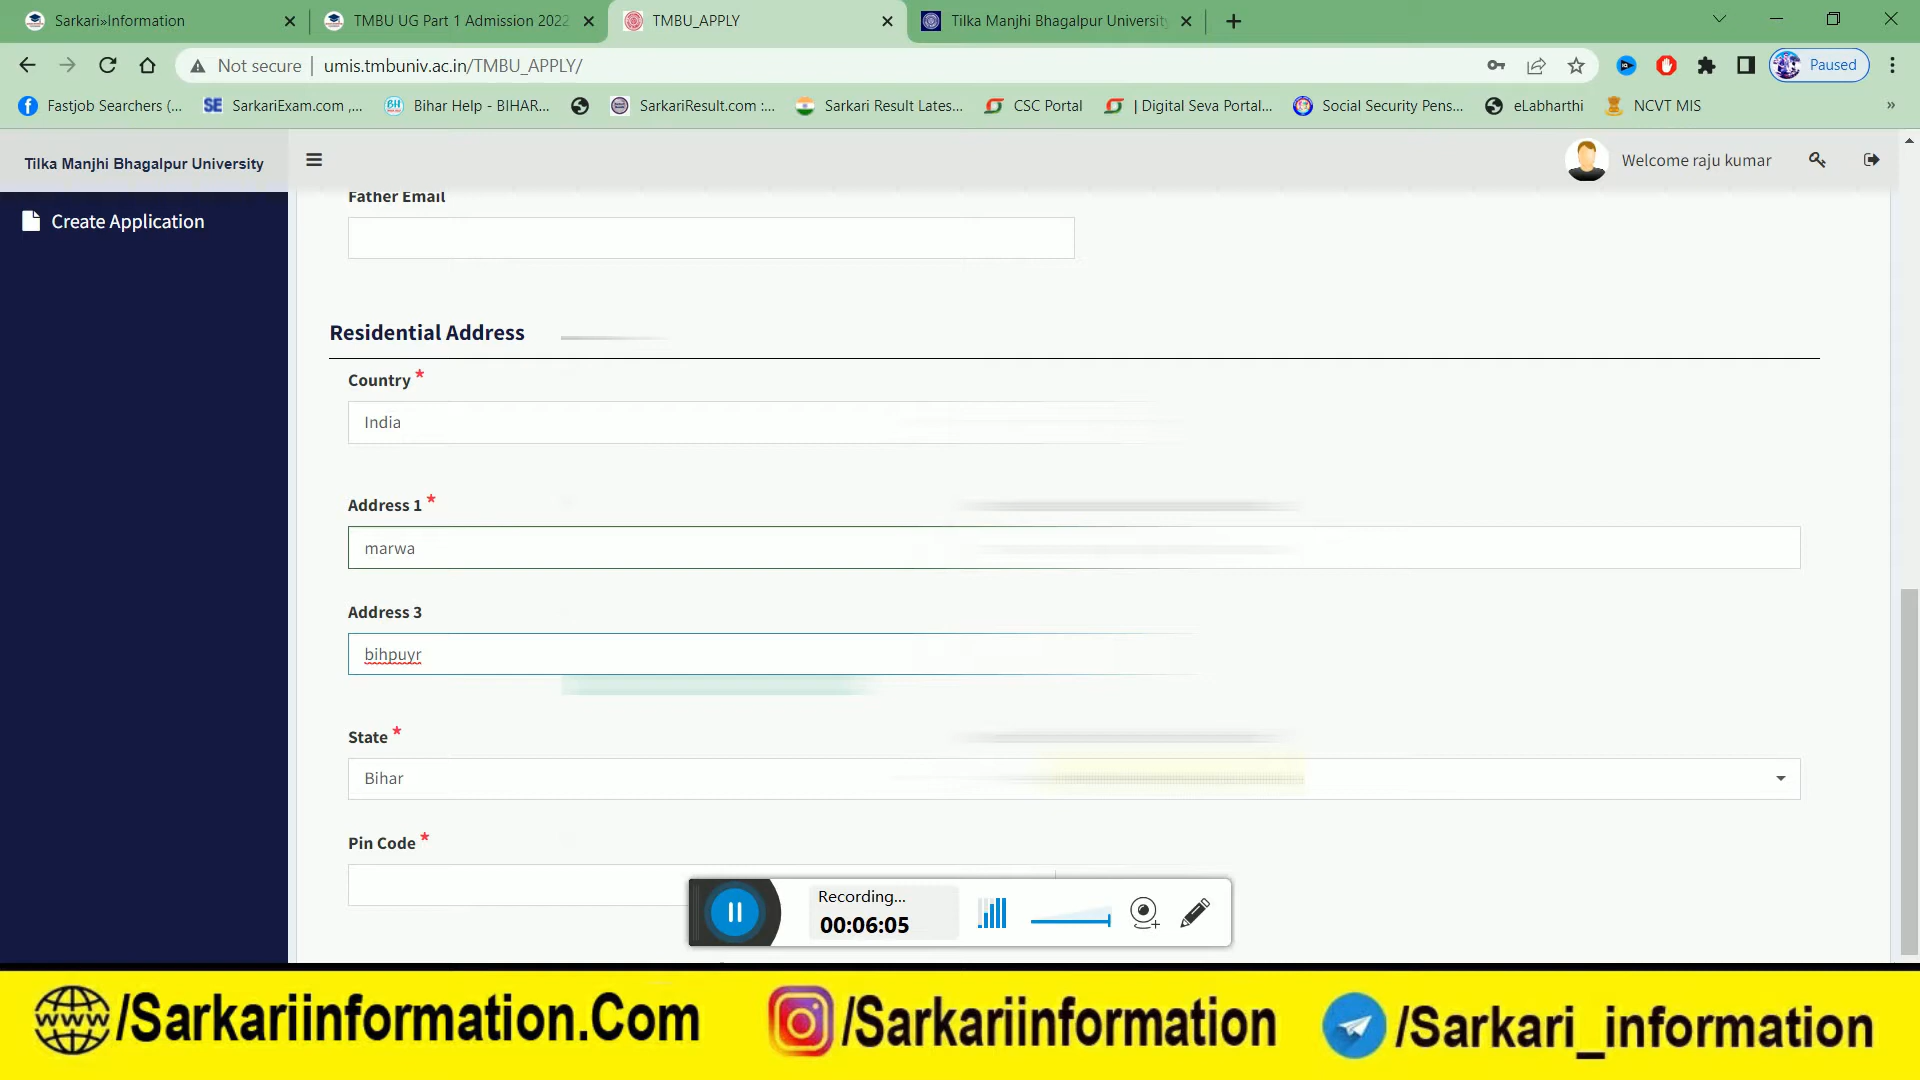 Sarkari»Information
TMBU UG Part 1 Admission 2022
TMBU_APPLY
Tilka Manjhi Bhagalpur University
Not secure
umis.tmbuniv.ac.in/TMBU_APPLY/
Paused
Fastjob Searchers (...
SE SarkariExam.com ,...
BH Bihar Help - BIHAR...
SarkariResult.com :...
Sarkari Result Lates...
CSC Portal
| Digital Seva Portal...
Social Security Pens...
eLabharthi
NCVT MIS
»
Tilka Manjhi Bhagalpur University
Welcome raju kumar
Create Application
Father Email
Residential Address
Country *
India
Address 1 *
marwa
Address 3
bihpuyr
State *
Bihar
Pin Code *
Recording...
00:06:05
www /Sarkariinformation.Com
/Sarkariinformation
/Sarkari_information